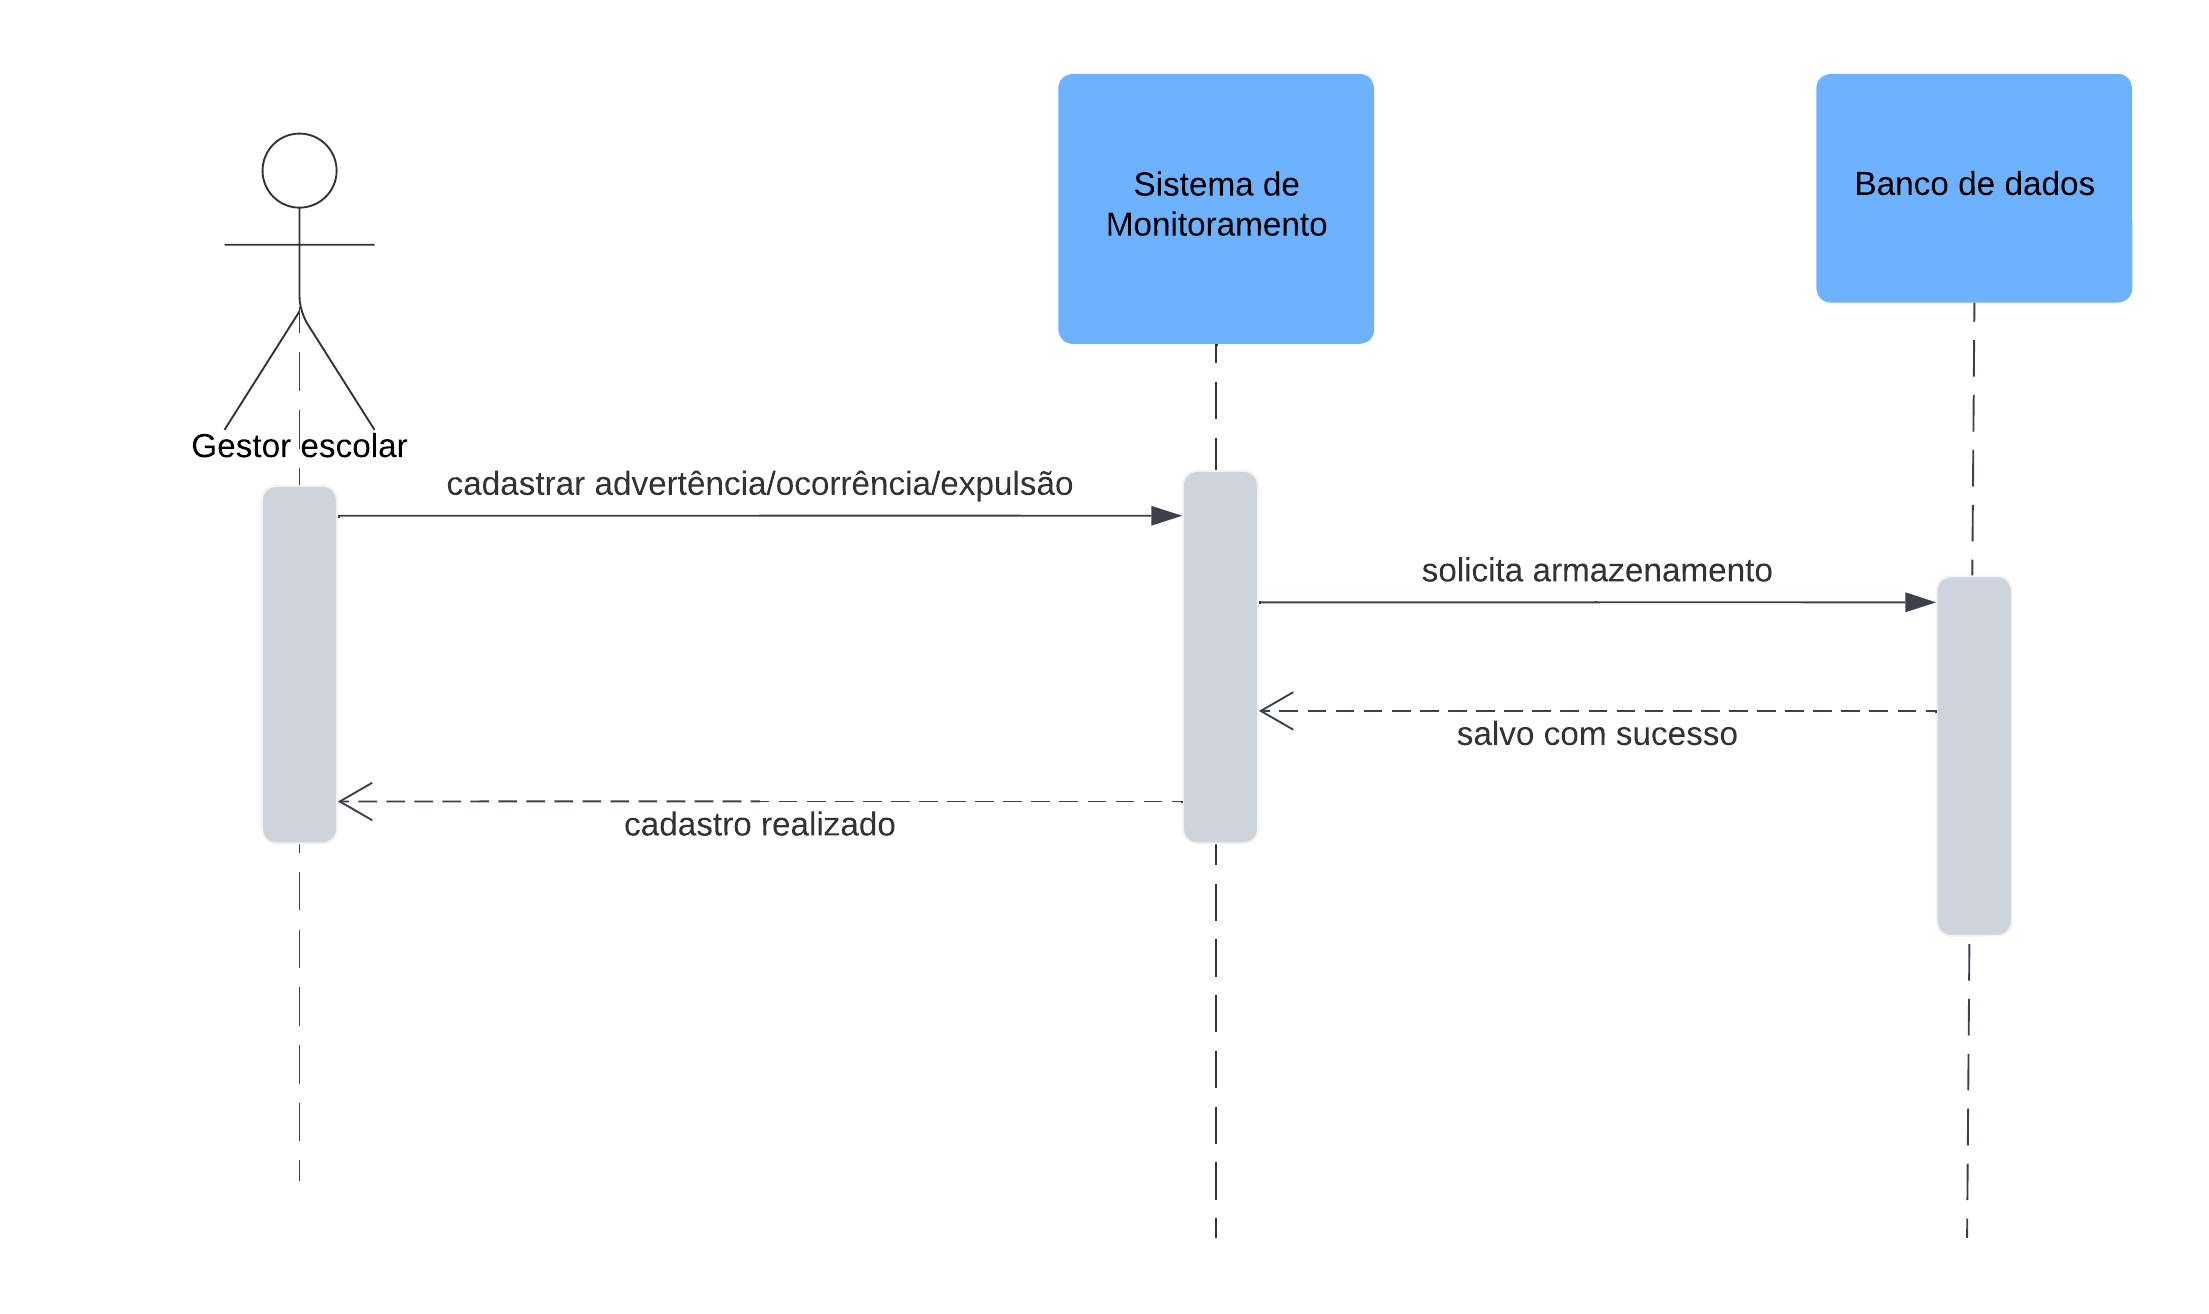 Sistema de
Monitoramento
Banco de dados
Gestor escolar
cadastrar advertência/ocorrência/expulsão
solicita armazenamento
salvo com sucesso
cadastro realizado